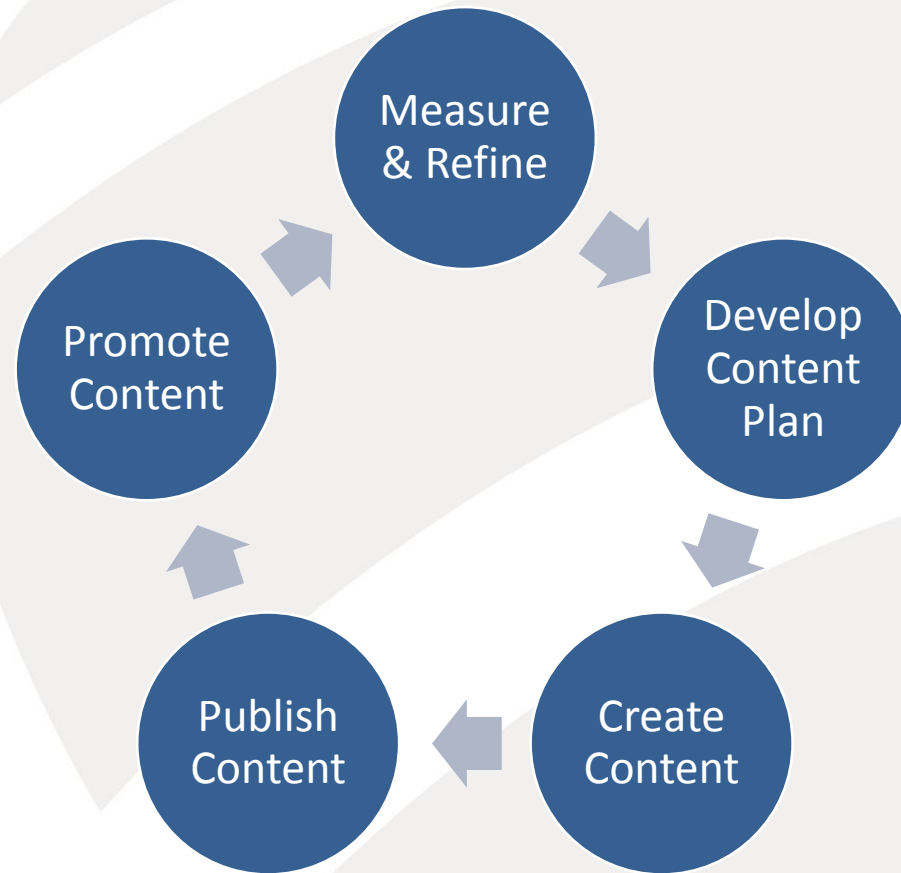 Measure
& Refine
Develop
Content
Plan
Create
Content
Publish
Content
Promote
Content